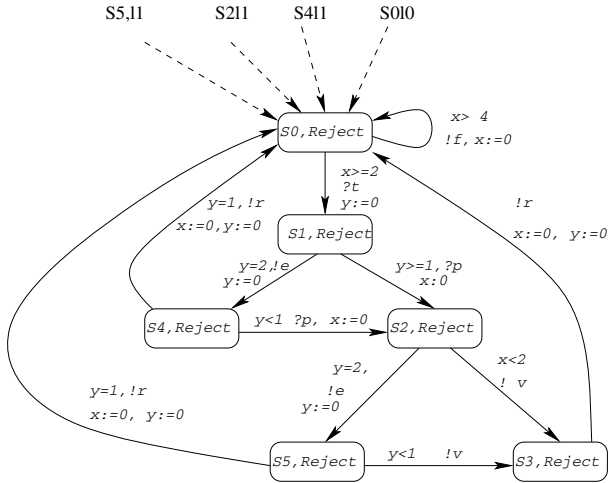 S5,l1 S2l1 S4l1 S0l0
S0,Reject
x> 4
!f,x:=0
x>=2
?t
y:=0
y=1,!r
x:=0,y:=0
!r
x:=0, y:=0
S1,Reject
y=2,!e
y:=0
y>=1,?p
x:0
S4,Reject
y<1 ?p, x:=0
S2,Reject
y=2,
!e
y:=0
x<2
! v
y=1,!r
x:=0, y:=0
S5,Reject
y<1 !v
S3,Reject